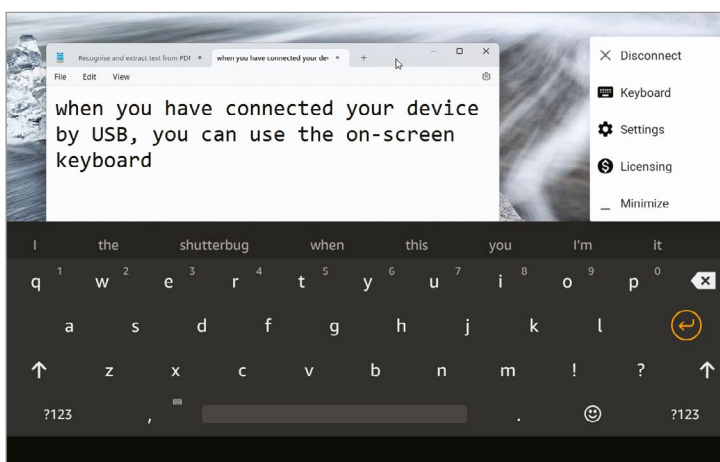 Recognise and extract text from PDF
when you have connected your de
File Edit View
when you have connected your device
by USB, you can use the on-screen
keyboard
Disconnect
Keyboard
Settings
Licensing
Minimize
I the shutterbug when this you I'm it
q 1 w 2 e 3 r 4 t 5 y 6 u 7 i 8 o 9 p 0
a s d f g h j k l
z x c v b n m ! ?
?123 , . ?123